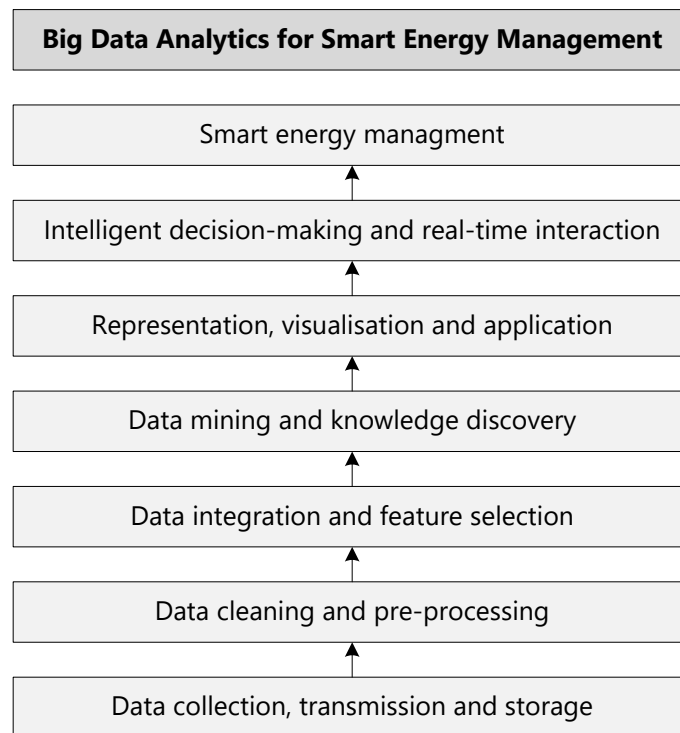 Big Data Analytics for Smart Energy Management
Smart energy managment
Intelligent decision-making and real-time interaction
Representation, visualisation and application
Data mining and knowledge discovery
Data integration and feature selection
Data cleaning and pre-processing
Data collection, transmission and storage